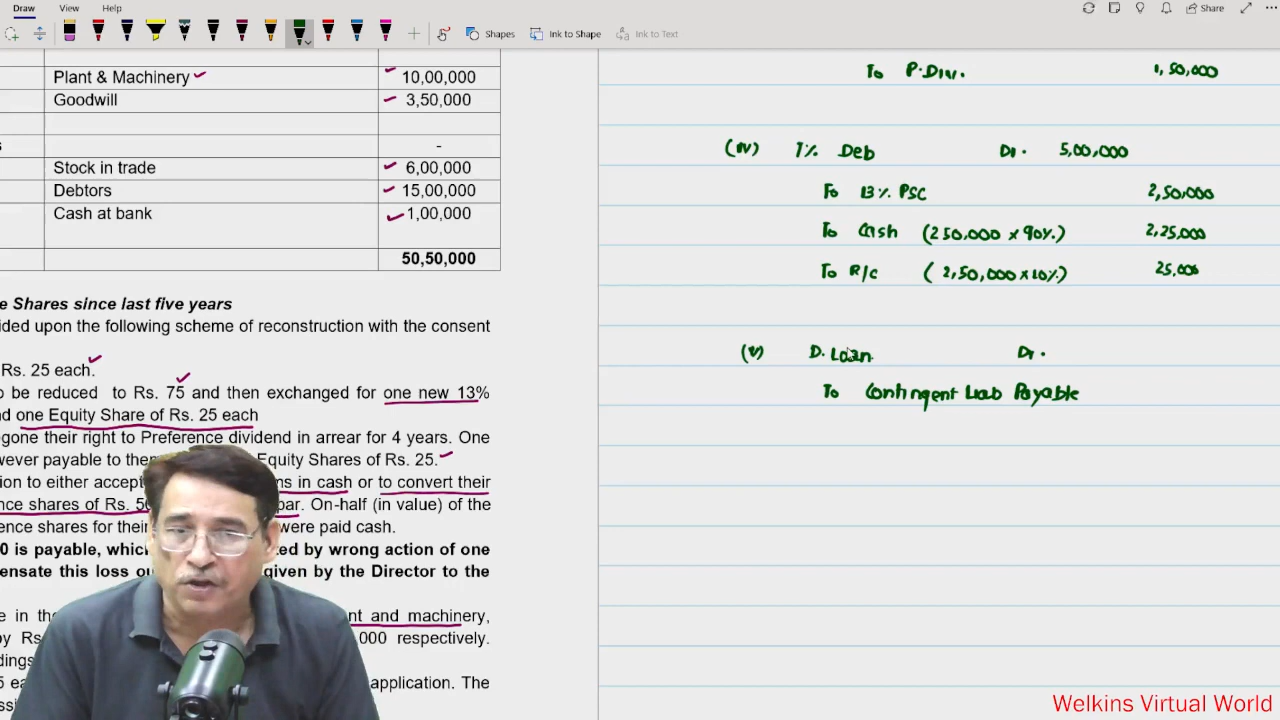 Draw View Help
Share
Shapes Ink to Shape Ink to Text
Plant & Machinery 10,00,000
Goodwill 3,50,000
s -
Stock in trade 6,00,000
Debtors 15,00,000
Cash at bank 1,00,000
50,50,000
e Shares since last five years
ided upon the following scheme of reconstruction with the consent
Rs. 25 each.
o be reduced to Rs. 75 and then exchanged for one new 13%
nd one Equity Share of Rs. 25 each
egone their right to Preference dividend in arrear for 4 years. One
wever payable to them Equity Shares of Rs. 25.
ion to either accept ms in cash or to convert their
nce shares of Rs. 50 par. On-half (in value) of the
ence shares for their were paid cash.
0 is payable, which ed by wrong action of one
ensate this loss ou given by the Director to the
e in the nt and machinery,
by Rs 000 respectively.
dings
5 ea application. The
ssi
To P.Div. 1,50,000
(iv) 7% Deb Dr. 5,00,000
To 13% PSC 2,50,000
To Cash (250,000 x 90%) 2,25,000
To R/c (2,50,000 x 10%) 25,000
(v) D. Loan Dr.
To Contingent Liab Payable
Welkins Virtual World